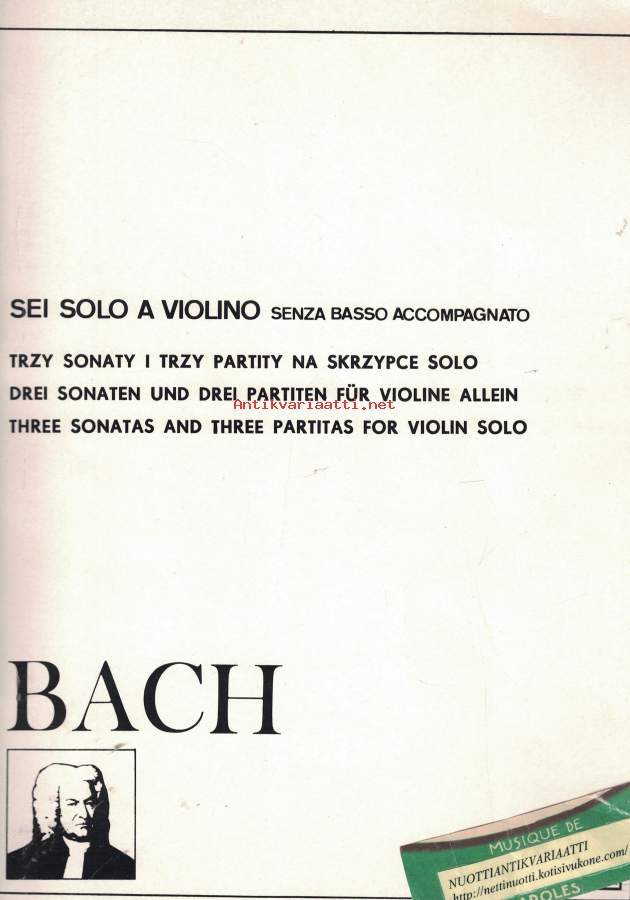 SEI SOLO A VIOLINO SENZA BASSO ACCOMPAGNATO
TRZY SONATY I TRZY PARTITY NA SKRZYPCE SOLO
DREI SONATEN UND DREI PARTITEN FÜR VIOLINE ALLEIN
Antikvariaatti.net
THREE SONATAS AND THREE PARTITAS FOR VIOLIN SOLO
BACH
MUSIQUE DE
NUOTTIANTIKVARIAATTI
http://nettinuotti.kotisivukone.com/